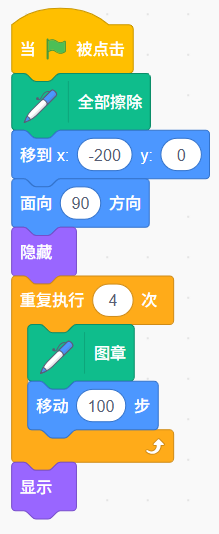 当 被点击
全部擦除
移到 x: -200 y: 0
面向 90 方向
隐藏
重复执行 4 次
图章
移动 100 步
显示